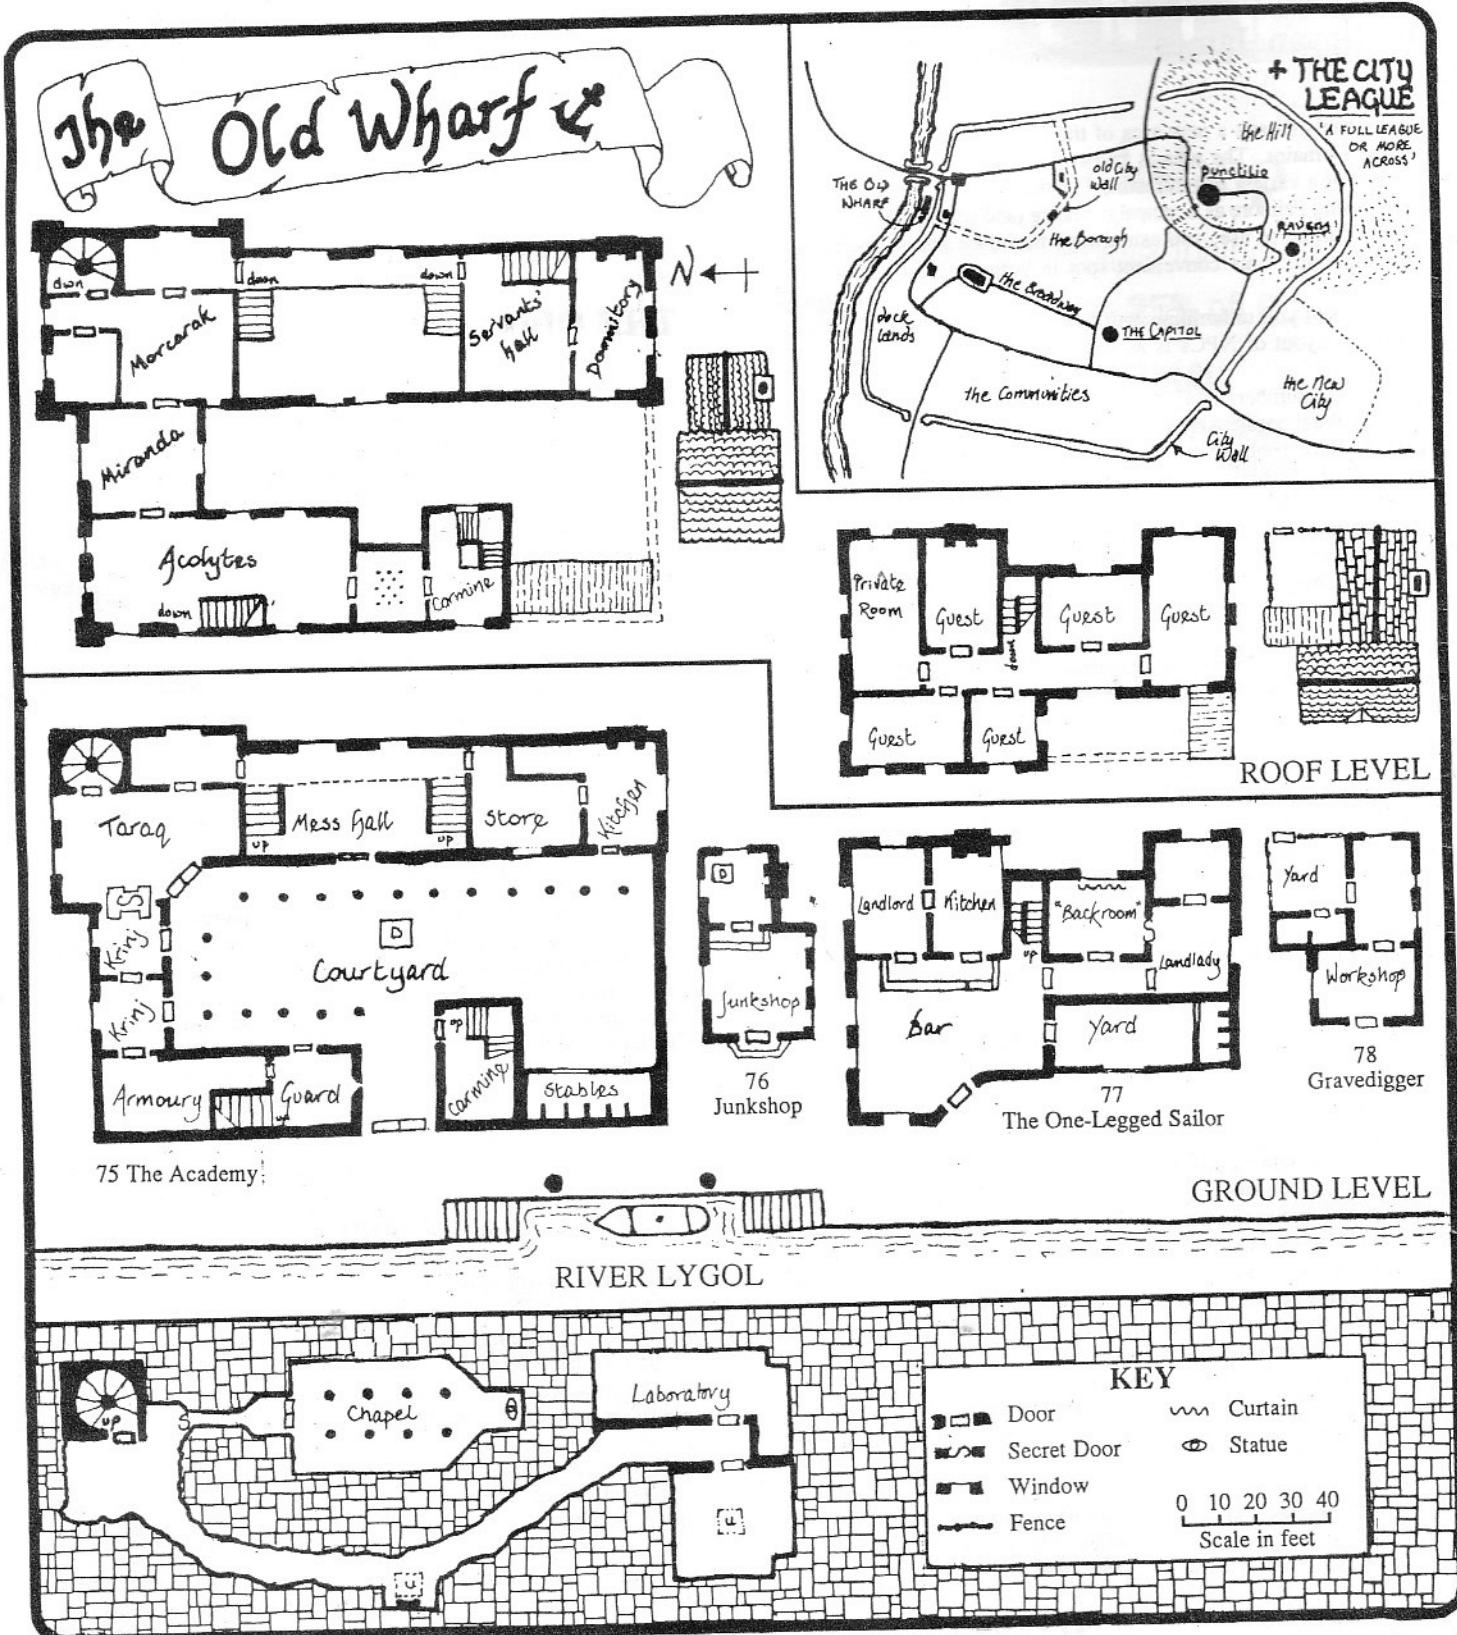 The Old Wharf
+ THE CITY
LEAGUE
'A FULL LEAGUE
OR MORE
ACROSS'
the Hill
Punctilio
RAVENS
old City
Wall
THE OLD
WHARF
the Borough
the Broadway
dock
lands
THE CAPITOL
the Communities
the New
City
City
Wall
N
dwn
down
down
Morcarak
Servants'
hall
Dormitory
Miranda
Acolytes
down
Carmine
Private
Room
Guest
down
Guest
Guest
Guest
Guest
ROOF LEVEL
Taraq
Mess hall
up
up
Store
Kitchen
S
Krinj
Krinj
D
Courtyard
Armoury
up
Guard
up
Carmine
Stables
75 The Academy
D
Junkshop
76
Junkshop
Landlord
Kitchen
up
"Backroom"
S
Landlady
Bar
Yard
77
The One-Legged Sailor
Yard
Workshop
78
Gravedigger
GROUND LEVEL
RIVER LYGOL
up
S
Chapel
Laboratory
U
U
KEY
Door
Secret Door
Window
Fence
Curtain
Statue
0 10 20 30 40
Scale in feet